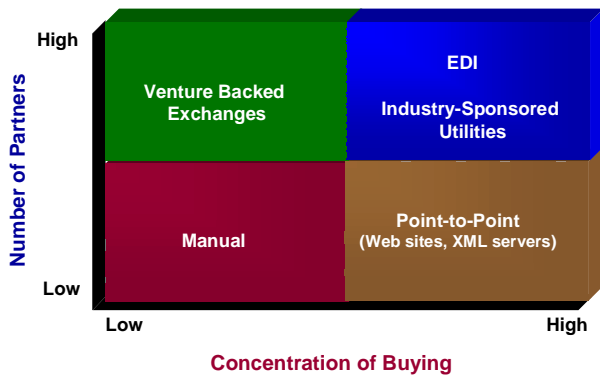 High
Number of Partners
Low
Venture Backed
Exchanges
EDI
Industry-Sponsored
Utilities
Manual
Point-to-Point
(Web sites, XML servers)
Low
High
Concentration of Buying